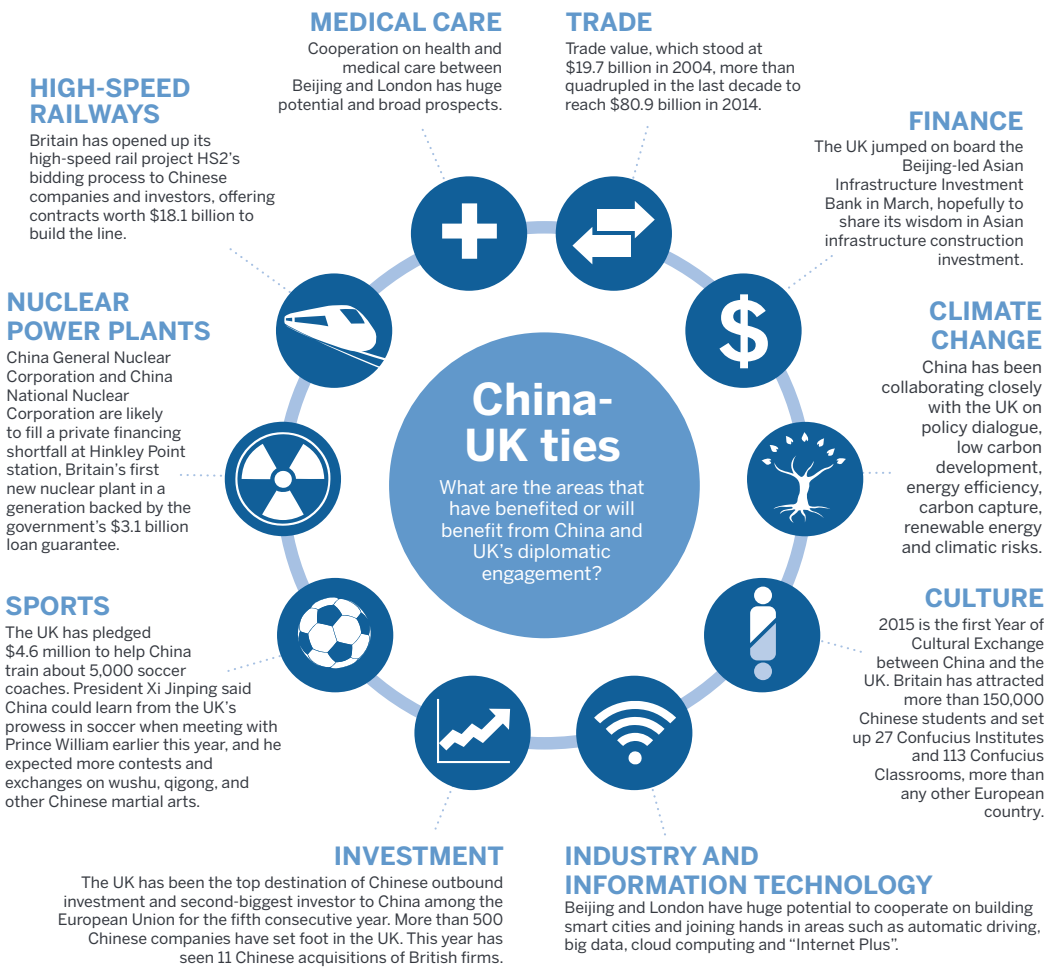 MEDICAL CARE
Cooperation on health and
medical care between
Beijing and London has huge
potential and broad prospects.
TRADE
Trade value, which stood at
$19.7 billion in 2004, more than
quadrupled in the last decade to
reach $80.9 billion in 2014.
HIGH-SPEED
RAILWAYS
Britain has opened up its
high-speed rail project HS2's
bidding process to Chinese
companies and investors, offering
contracts worth $18.1 billion to
build the line.
FINANCE
The UK jumped on board the
Beijing-led Asian
Infrastructure Investment
Bank in March, hopefully to
share its wisdom in Asian
infrastructure construction
investment.
NUCLEAR
POWER PLANTS
China General Nuclear
Corporation and China
National Nuclear
Corporation are likely
to fill a private financing
shortfall at Hinkley Point
station, Britain's first
new nuclear plant in a
generation backed by the
government's $3.1 billion
loan guarantee.
$
China-
UK ties
What are the areas that
have benefited or will
benefit from China and
UK's diplomatic
engagement?
CLIMATE
CHANGE
China has been
collaborating closely
with the UK on
policy dialogue,
low carbon
development,
energy efficiency,
carbon capture,
renewable energy
and climatic risks.
SPORTS
The UK has pledged
$4.6 million to help China
train about 5,000 soccer
coaches. President Xi Jinping said
China could learn from the UK's
prowess in soccer when meeting with
Prince William earlier this year, and he
expected more contests and
exchanges on wushu, qigong, and
other Chinese martial arts.
CULTURE
2015 is the first Year of
Cultural Exchange
between China and the
UK. Britain has attracted
more than 150,000
Chinese students and set
up 27 Confucius Institutes
and 113 Confucius
Classrooms, more than
any other European
country.
INVESTMENT
The UK has been the top destination of Chinese outbound
investment and second-biggest investor to China among the
European Union for the fifth consecutive year. More than 500
Chinese companies have set foot in the UK. This year has
seen 11 Chinese acquisitions of British firms.
INDUSTRY AND
INFORMATION TECHNOLOGY
Beijing and London have huge potential to cooperate on building
smart cities and joining hands in areas such as automatic driving,
big data, cloud computing and “Internet Plus”.